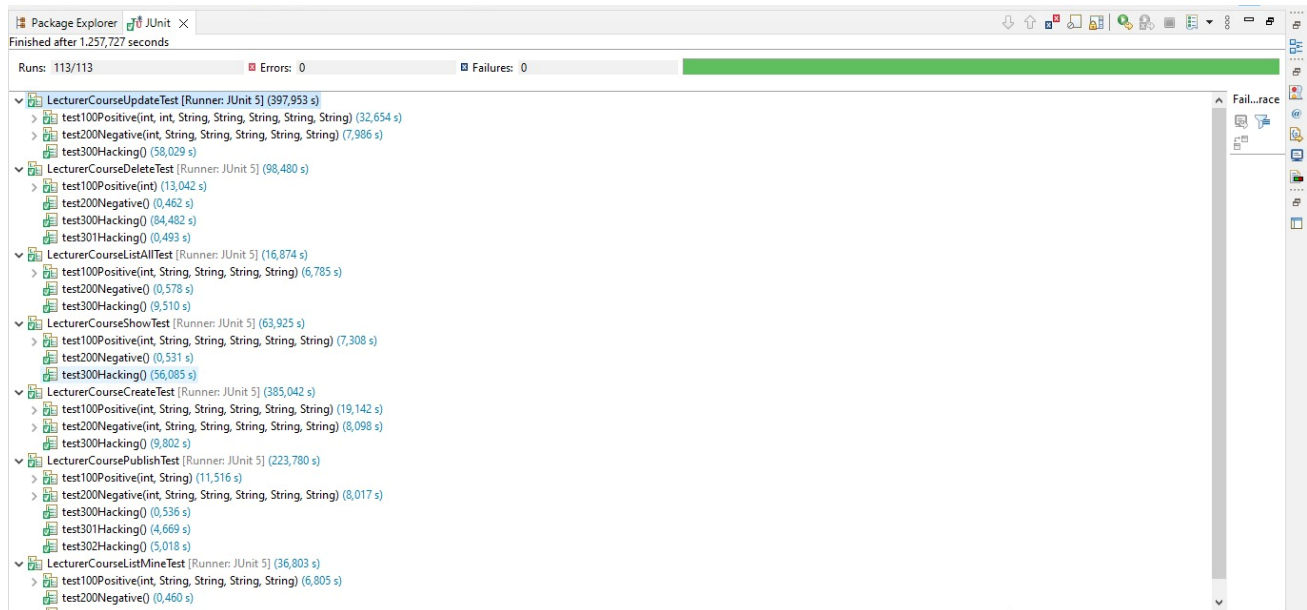 Package Explorer JUnit
Finished after 1.257,727 seconds
Runs: 113/113 Errors: 0 Failures: 0
LecturerCourseUpdateTest [Runner: JUnit 5] (397,953 s)
test100Positive(int, int, String, String, String, String, String) (32,654 s)
test200Negative(int, String, String, String, String, String) (7,986 s)
test300Hacking() (58,029 s)
LecturerCourseDeleteTest [Runner: JUnit 5] (98,480 s)
test100Positive(int) (13,042 s)
test200Negative() (0,462 s)
test300Hacking() (84,482 s)
test301Hacking() (0,493 s)
LecturerCourseListAllTest [Runner: JUnit 5] (16,874 s)
test100Positive(int, String, String, String, String) (6,785 s)
test200Negative() (0,578 s)
test300Hacking() (9,510 s)
LecturerCourseShowTest [Runner: JUnit 5] (63,925 s)
test100Positive(int, String, String, String, String, String) (7,308 s)
test200Negative() (0,531 s)
test300Hacking() (56,085 s)
LecturerCourseCreateTest [Runner: JUnit 5] (385,042 s)
test100Positive(int, String, String, String, String, String) (19,142 s)
test200Negative(int, String, String, String, String, String) (8,098 s)
test300Hacking() (9,802 s)
LecturerCoursePublishTest [Runner: JUnit 5] (223,780 s)
test100Positive(int, String) (11,516 s)
test200Negative(int, String, String, String, String, String) (8,017 s)
test300Hacking() (0,536 s)
test301Hacking() (4,669 s)
test302Hacking() (5,018 s)
LecturerCourseListMineTest [Runner: JUnit 5] (36,803 s)
test100Positive(int, String, String, String, String) (6,805 s)
test200Negative() (0,460 s)
Fail...race